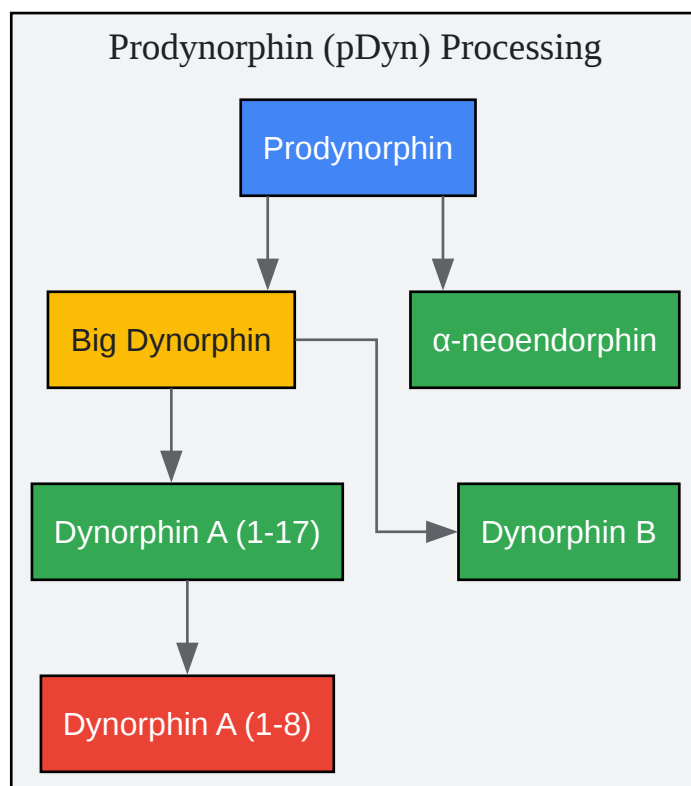 Prodynorphin (pDyn) Processing
Prodynorphin
Big Dynorphin
α-neoendorphin
Dynorphin A (1-17)
Dynorphin B
Dynorphin A (1-8)